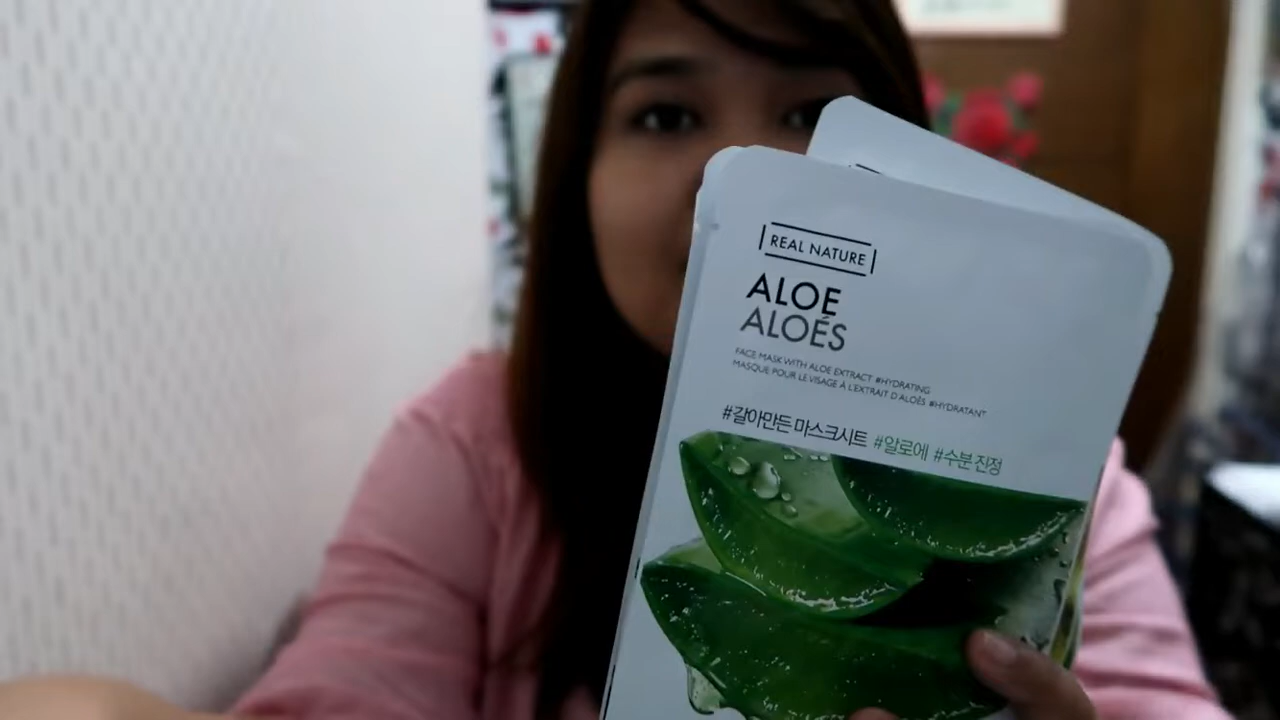 REAL NATURE
ALOE
ALOÉS
FACE MASK WITH ALOE EXTRACT #HYDRATING
MASQUE POUR LE VISAGE À L'EXTRAIT D'ALOÈS #HYDRATANT
#갈아만든 마스크시트 #알로에 #수분 진정